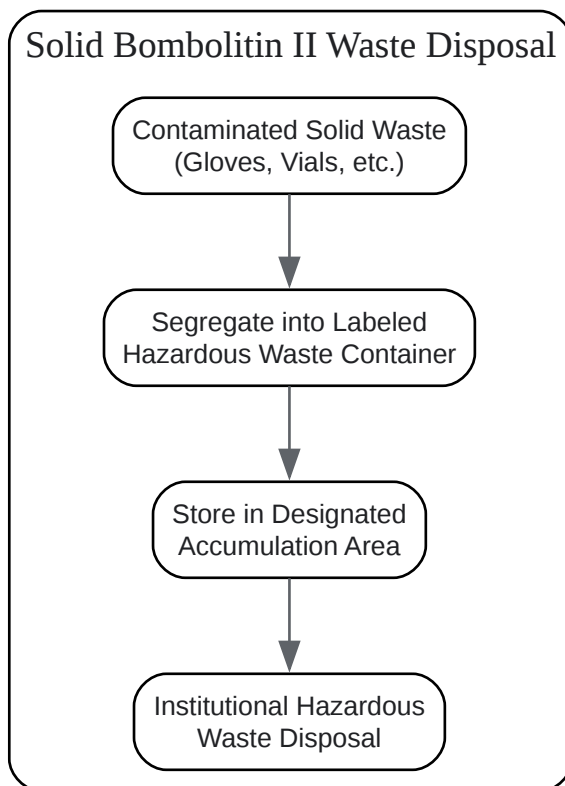 Solid Bombolitin II Waste Disposal
Contaminated Solid Waste
(Gloves, Vials, etc.)
Segregate into Labeled
Hazardous Waste Container
Store in Designated
Accumulation Area
Institutional Hazardous
Waste Disposal